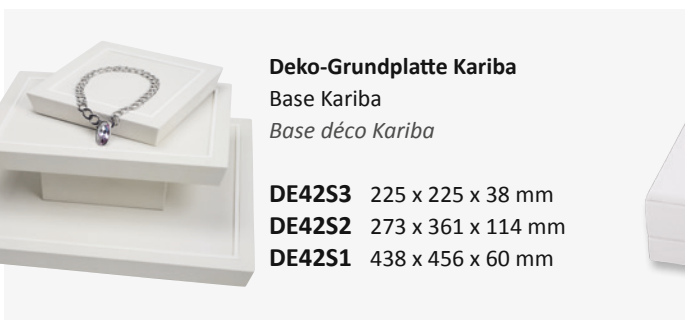 Deko-Grundplatte Kariba
Base Kariba
Base déco Kariba
DE42S3 225 x 225 x 38 mm
DE42S2 273 x 361 x 114 mm
DE42S1 438 x 456 x 60 mm